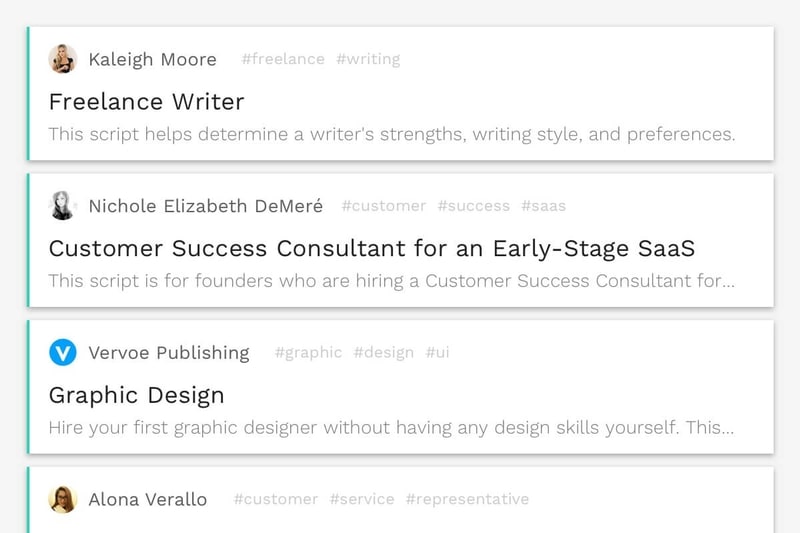 Kaleigh Moore #freelance #writing
Freelance Writer
This script helps determine a writer's strengths, writing style, and preferences.
Nichole Elizabeth DeMeré #customer #success #saas
Customer Success Consultant for an Early-Stage SaaS
This script is for founders who are hiring a Customer Success Consultant for...
V Vervoe Publishing #graphic #design #ui
Graphic Design
Hire your first graphic designer without having any design skills yourself. This...
Alona Verallo #customer #service #representative